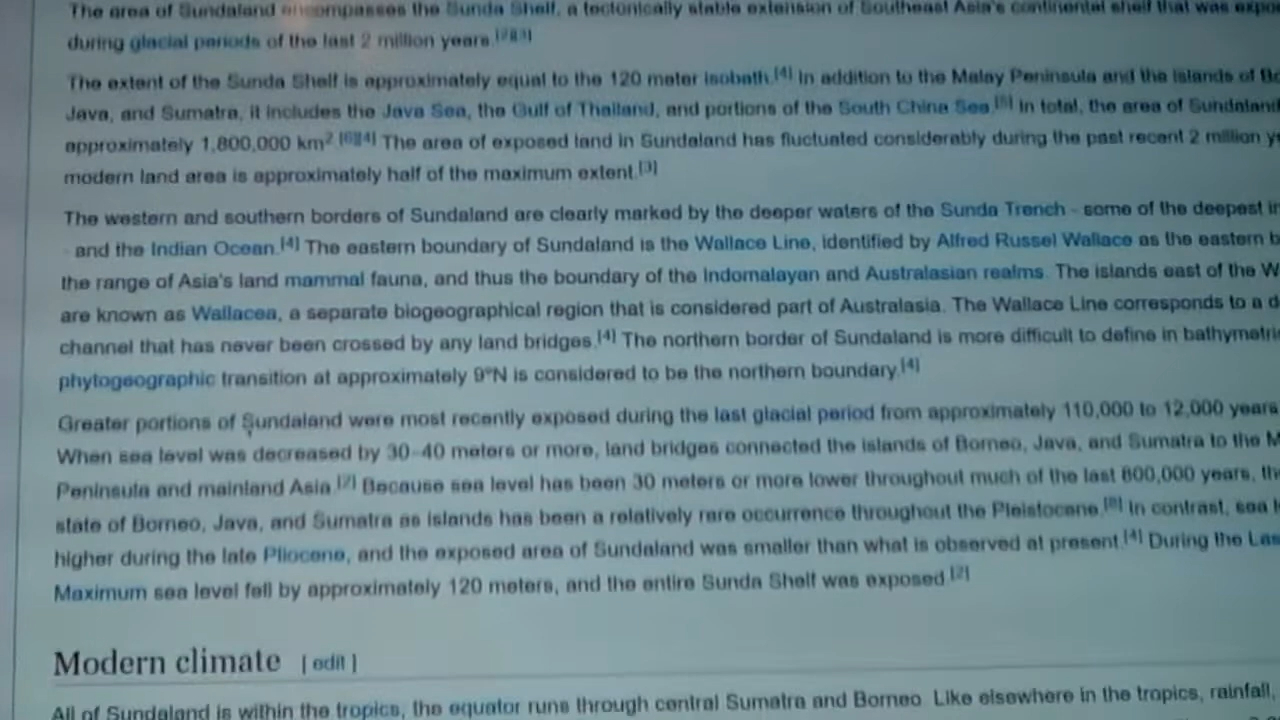 The area of Sundaland encompasses the Sunda Shelf, a tectonically stable extension of Southeast Asia's continental shelf that was
during glacial periods of the last 2 million years.[2][3]
The extent of the Sunda Shelf is approximately equal to the 120 meter isobath.[4] In addition to the Malay Peninsula and the islands of
Java, and Sumatra, it includes the Java Sea, the Gulf of Thailand, and portions of the South China Sea.[5] In total, the area of Sundaland
approximately 1,800,000 km2.[6][4] The area of exposed land in Sundaland has fluctuated considerably during the past recent 2 million
modern land area is approximately half of the maximum extent.[3]
The western and southern borders of Sundaland are clearly marked by the deeper waters of the Sunda Trench - some of the deepest
- and the Indian Ocean.[4] The eastern boundary of Sundaland is the Wallace Line, identified by Alfred Russel Wallace as the eastern
the range of Asia's land mammal fauna, and thus the boundary of the Indomalayan and Australasian realms. The islands east of the
are known as Wallacea, a separate biogeographical region that is considered part of Australasia. The Wallace Line corresponds to a
channel that has never been crossed by any land bridges.[4] The northern border of Sundaland is more difficult to define in
phytogeographic transition at approximately 9ºN is considered to be the northern boundary.[4]
Greater portions of Sundaland were most recently exposed during the last glacial period from approximately 110,000 to 12,000 years
When sea level was decreased by 30-40 meters or more, land bridges connected the islands of Borneo, Java, and Sumatra to the
Peninsula and mainland Asia.[7] Because sea level has been 30 meters or more lower throughout much of the last 800,000 years,
state of Borneo, Java, and Sumatra as islands has been a relatively rare occurrence throughout the Pleistocene.[8] In contrast, sea
higher during the late Pliocene, and the exposed area of Sundaland was smaller than what is observed at present.[4] During the
Maximum sea level fell by approximately 120 meters, and the entire Sunda Shelf was exposed.[2]
Modern climate [ edit ]
All of Sundaland is within the tropics, the equator runs through central Sumatra and Borneo. Like elsewhere in the tropics, rainfall,